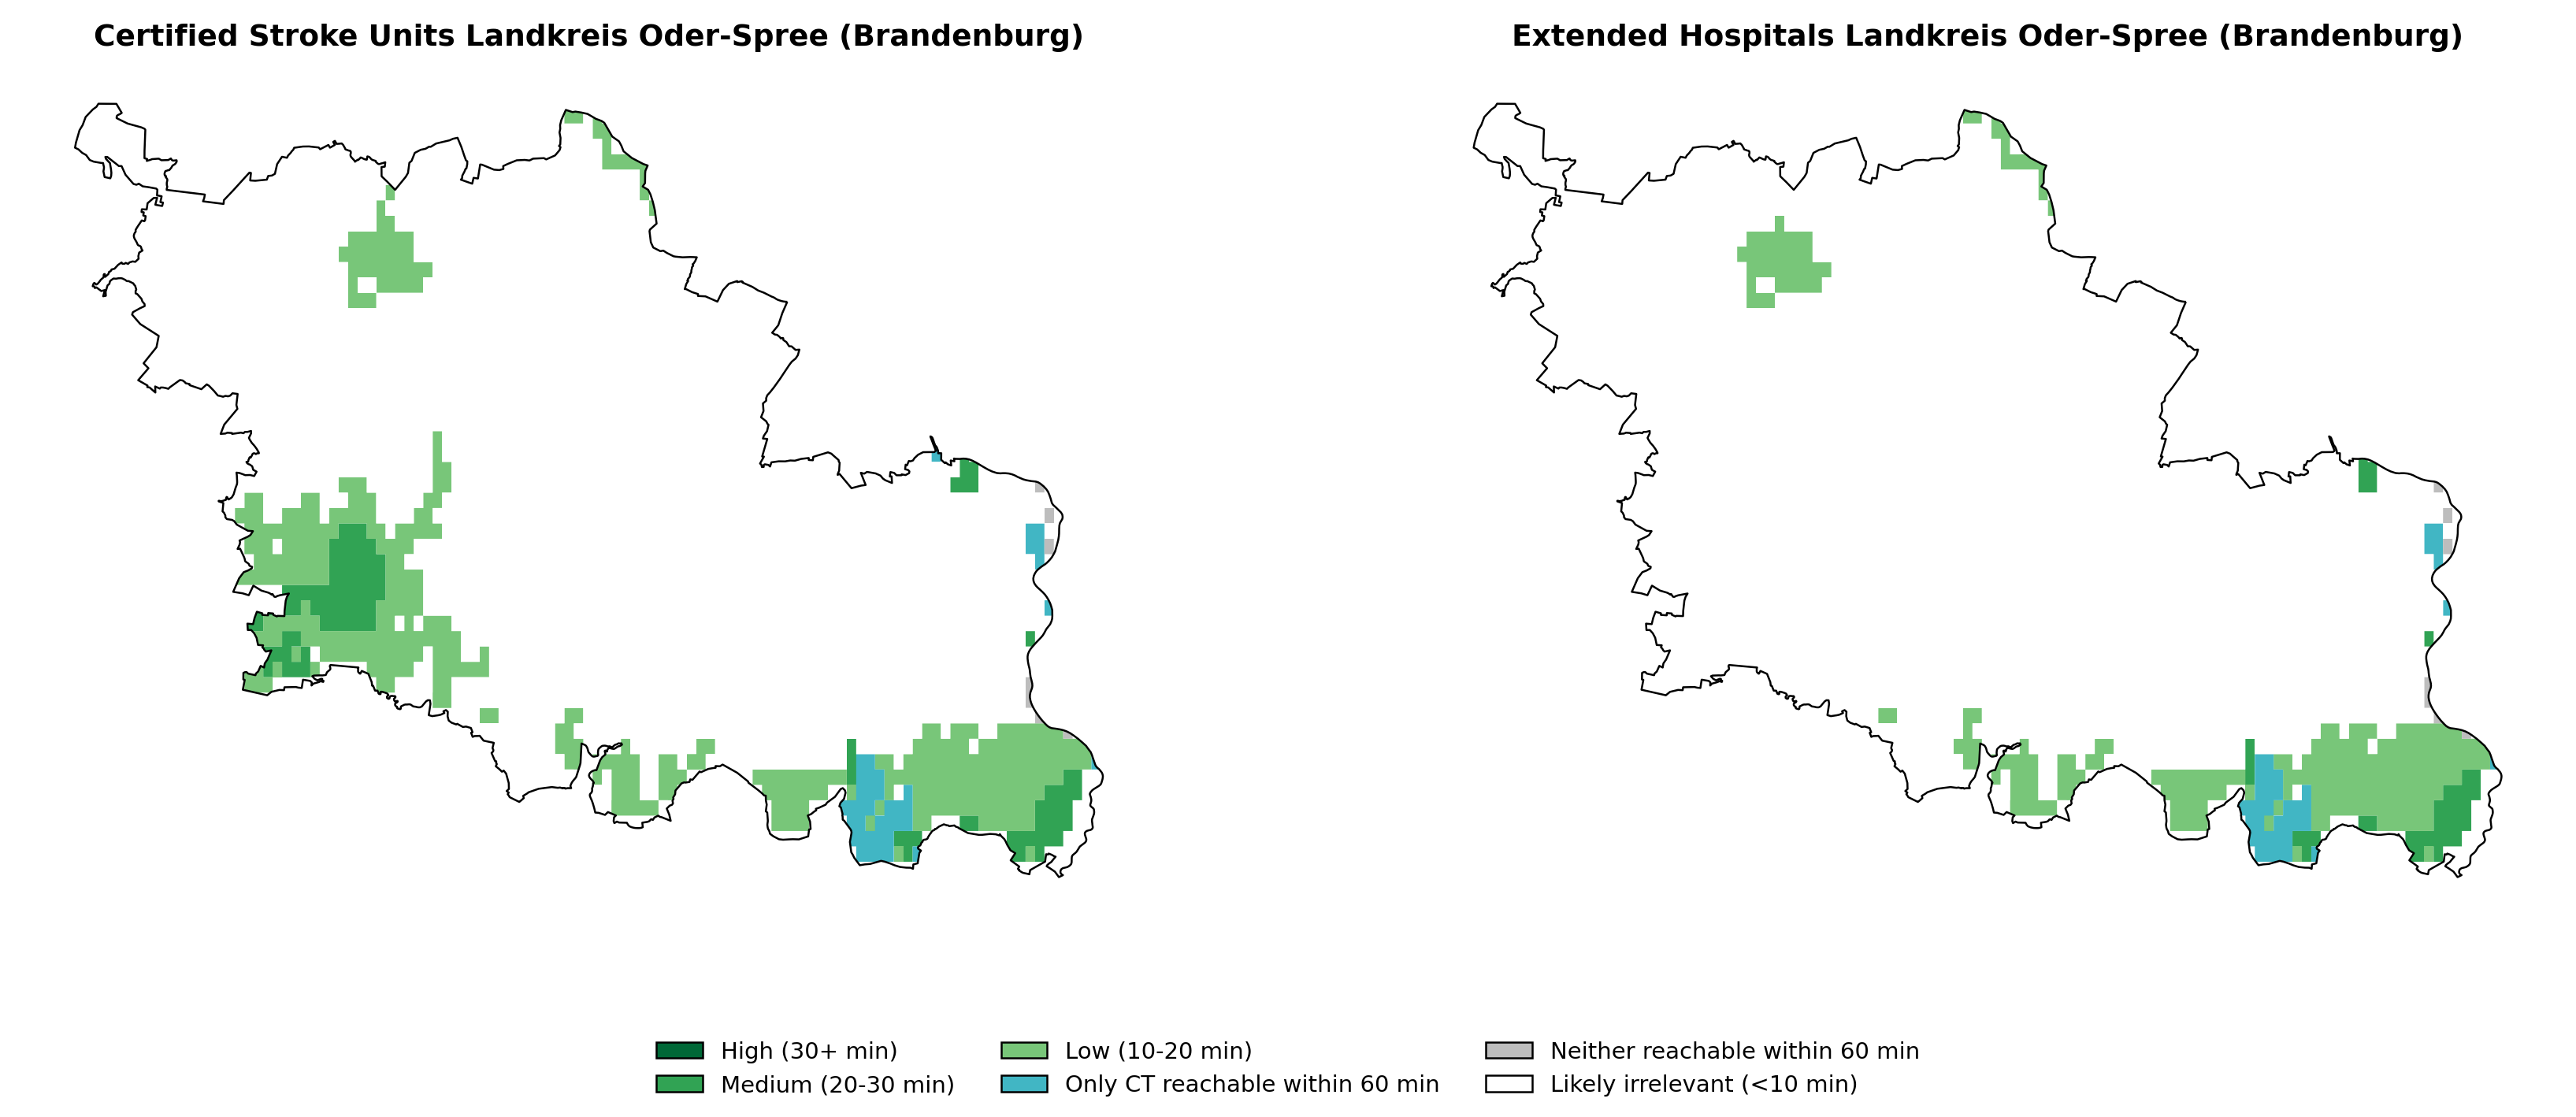 Certified Stroke Units Landkreis Oder-Spree (Brandenburg)
Extended Hospitals Landkreis Oder-Spree (Brandenburg)
High (30+ min)
Medium (20-30 min)
Low (10-20 min)
Only CT reachable within 60 min
Neither reachable within 60 min
Likely irrelevant (<10 min)